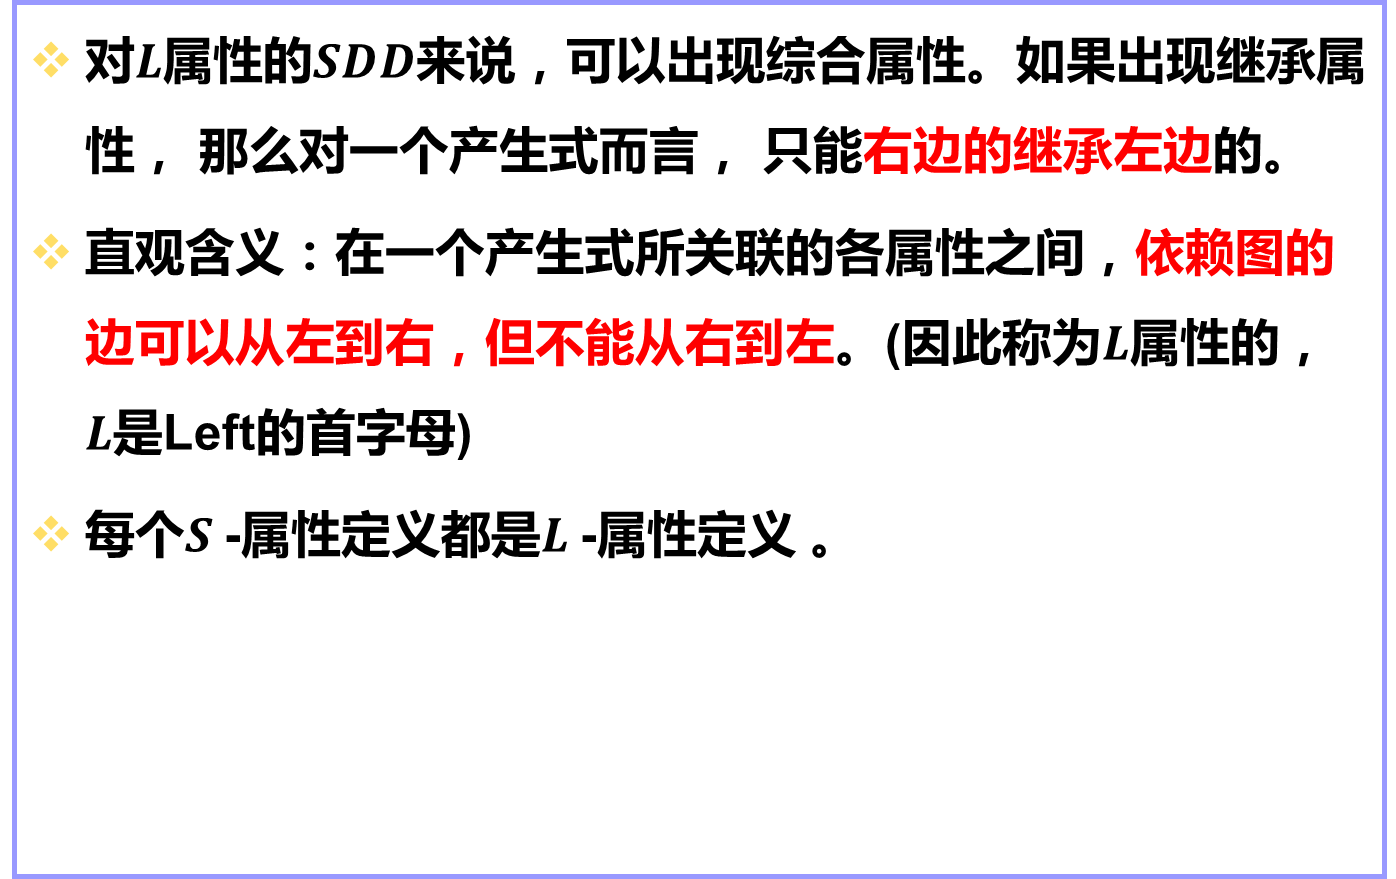 对L属性的SDD来说，可以出现综合属性。如果出现继承属
性， 那么对一个产生式而言， 只能右边的继承左边的。
直观含义：在一个产生式所关联的各属性之间，依赖图的
边可以从左到右，但不能从右到左。(因此称为L属性的，
L是Left的首字母)
每个S -属性定义都是L -属性定义 。